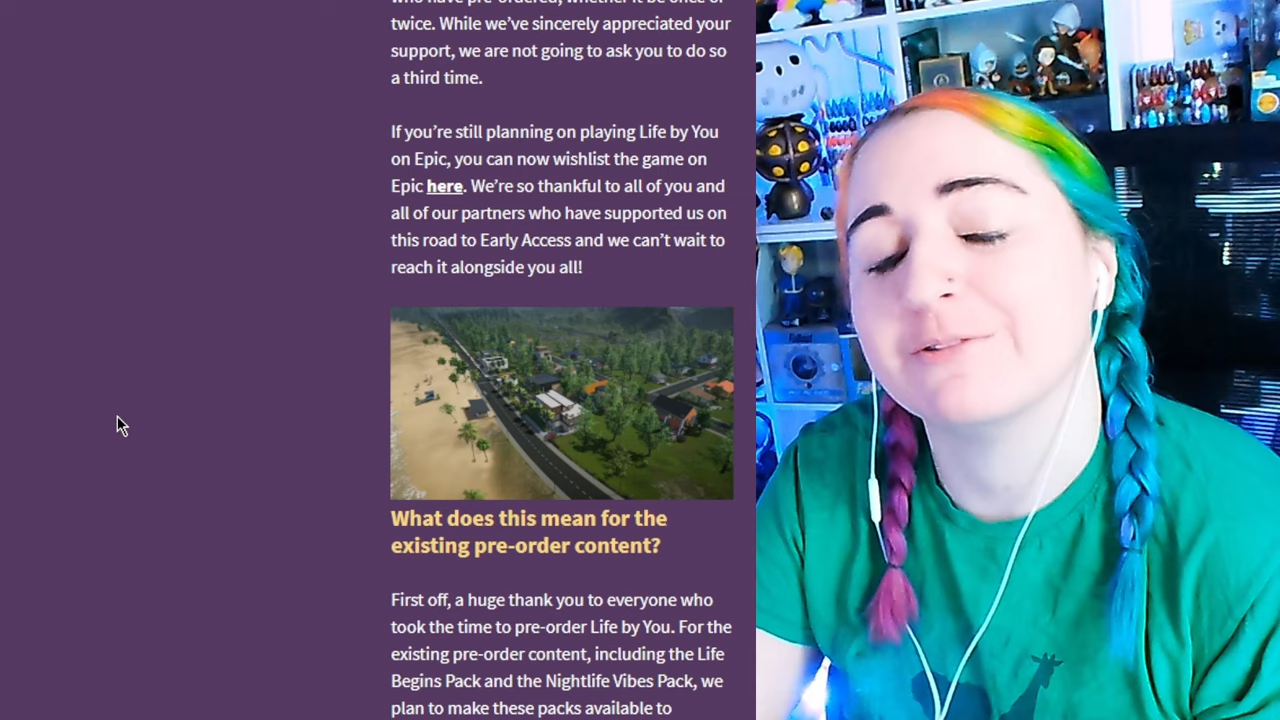 who have pre-ordered, whether it be once or
twice. While we’ve sincerely appreciated your
support, we are not going to ask you to do so
a third time.
If you’re still planning on playing Life by You
on Epic, you can now wishlist the game on
Epic here. We’re so thankful to all of you and
all of our partners who have supported us on
this road to Early Access and we can’t wait to
reach it alongside you all!
What does this mean for the
existing pre-order content?
First off, a huge thank you to everyone who
took the time to pre-order Life by You. For the
existing pre-order content, including the Life
Begins Pack and the Nightlife Vibes Pack, we
plan to make these packs available to